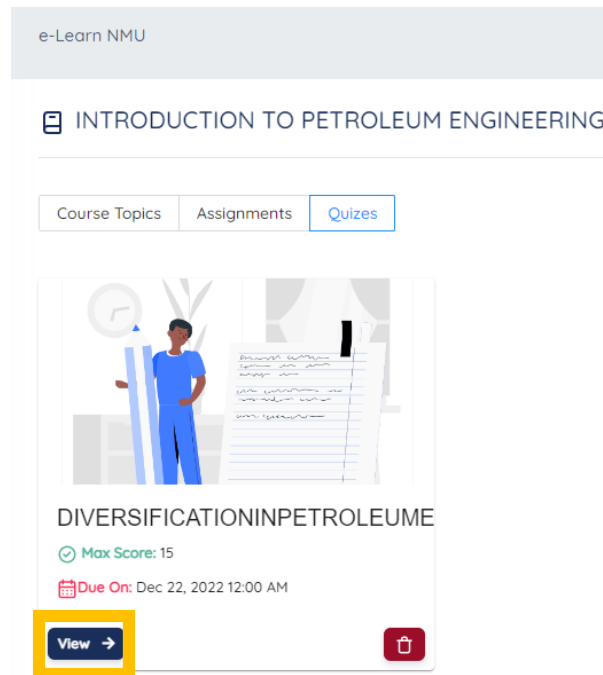 e-Learn NMU
INTRODUCTION TO PETROLEUM ENGINEERING
Course Topics Assignments Quizes
DIVERSIFICATIONINPETROLEUME
Max Score: 15
Due On: Dec 22, 2022 12:00 AM
View →